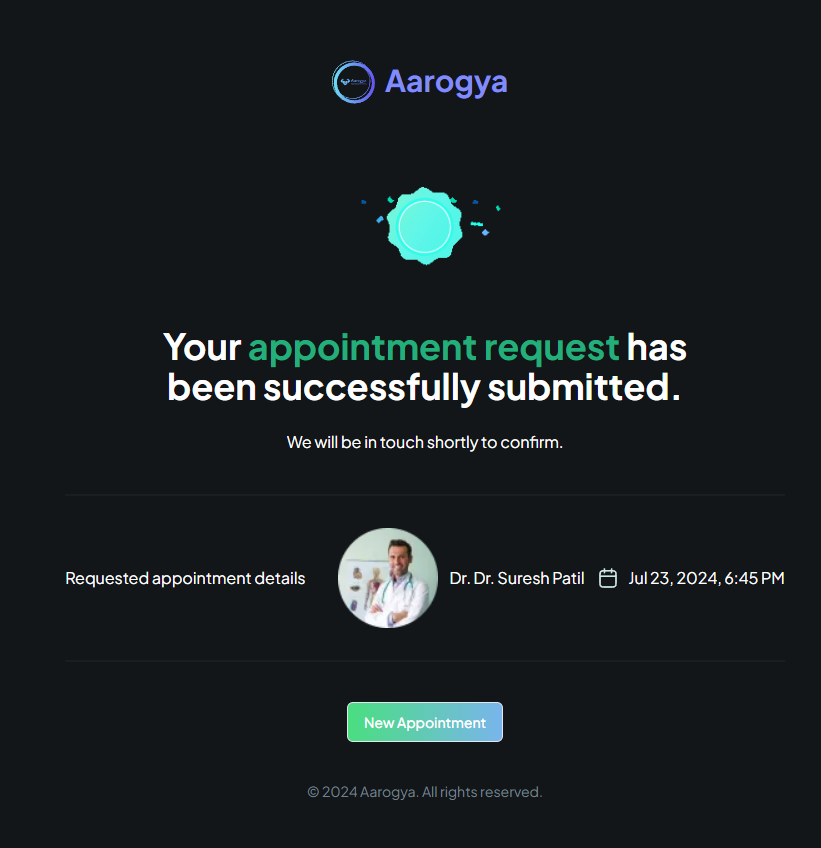 Aarogya
Your appointment request has
been successfully submitted.
We will be in touch shortly to confirm.
Requested appointment details
Dr. Dr. Suresh Patil
Jul 23, 2024, 6:45 PM
New Appointment
© 2024 Aarogya. All rights reserved.